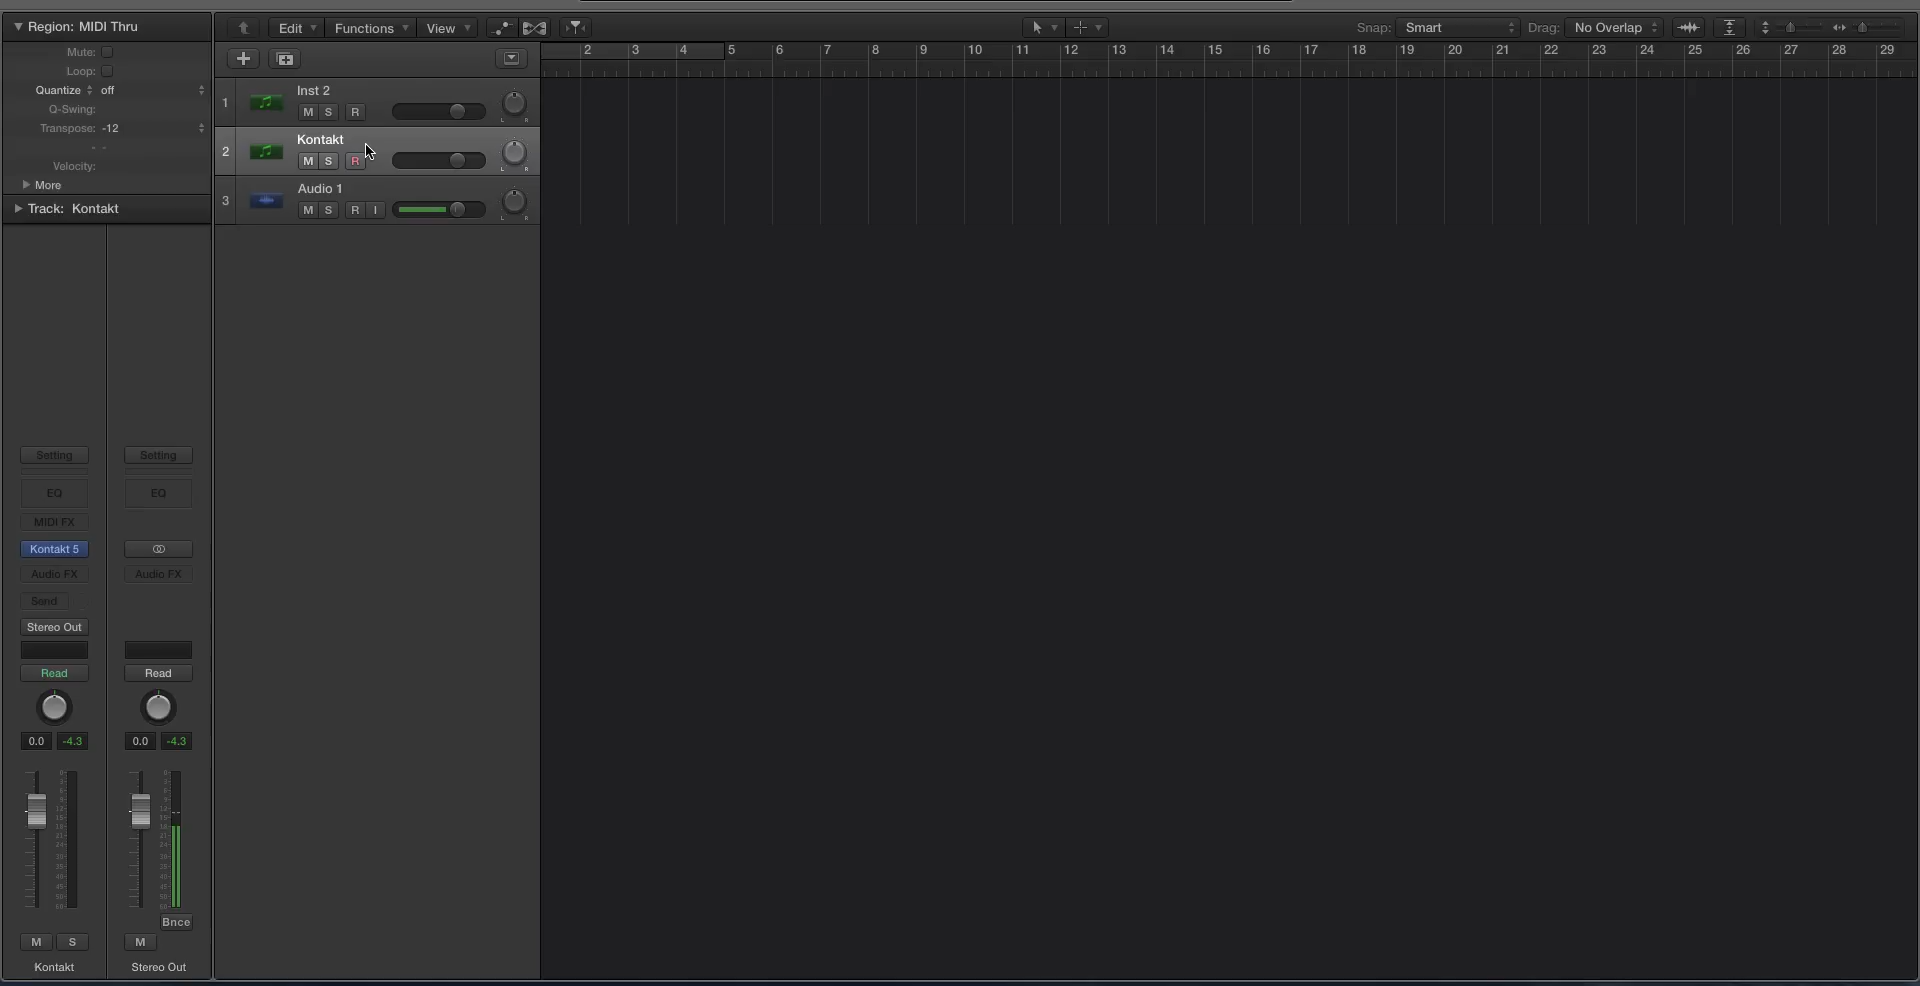 Region: MIDI Thru
Edit Functions View
Snap: Smart Drag: No Overlap
Mute:
Loop:
Quantize off
Q-Swing:
Transpose: -12
- -
Velocity:
More
Track: Kontakt
2 3 4 5 6 7 8 9 10 11 12 13 14 15 16 17 18 19 20 21 22 23 24 25 26 27 28 29
1 Inst 2
M S R
L R
2 Kontakt
M S R
L R
3 Audio 1
M S R I
L R
Setting Setting
EQ EQ
MIDI FX
Kontakt 5
Audio FX Audio FX
Send
Stereo Out
Read Read
0.0 -4.3 0.0 -4.3
Bnce
M S M
Kontakt Stereo Out